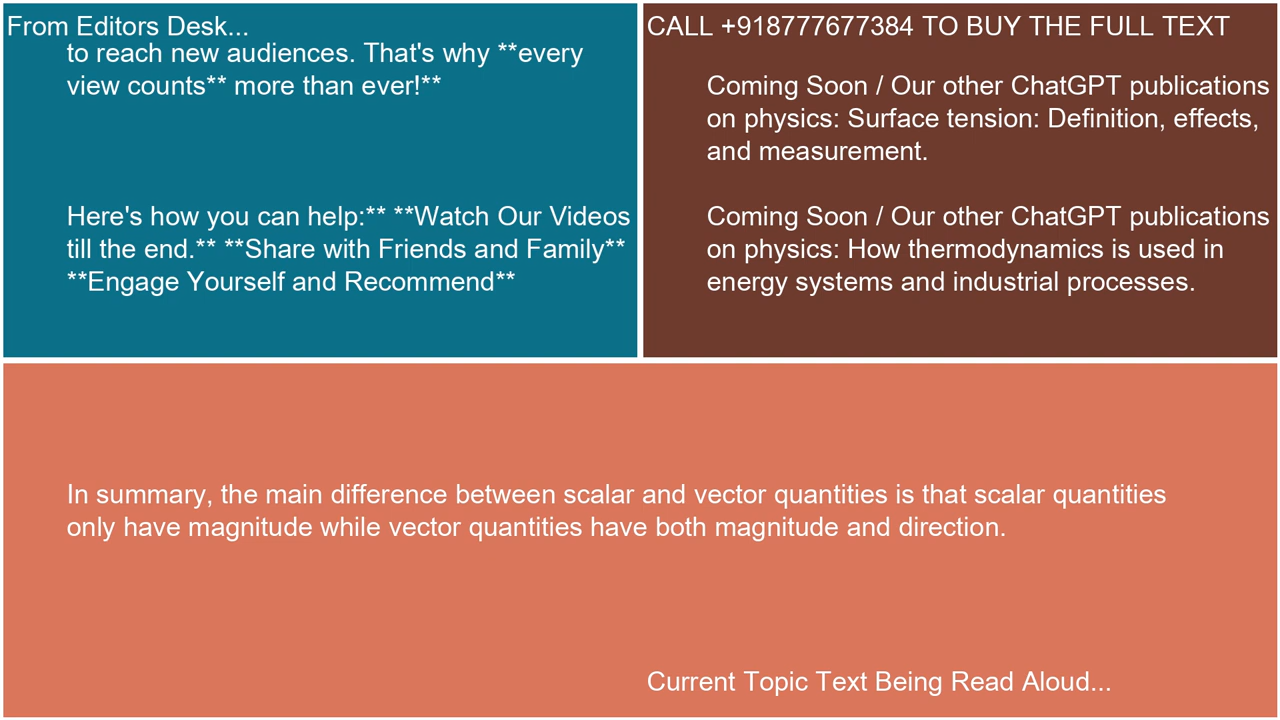 From Editors Desk...
to reach new audiences. That's why **every
view counts** more than ever!**
Here's how you can help:** **Watch Our Videos
till the end.** **Share with Friends and Family**
**Engage Yourself and Recommend**
CALL +918777677384 TO BUY THE FULL TEXT
Coming Soon / Our other ChatGPT publications
on physics: Surface tension: Definition, effects,
and measurement.
Coming Soon / Our other ChatGPT publications
on physics: How thermodynamics is used in
energy systems and industrial processes.
In summary, the main difference between scalar and vector quantities is that scalar quantities
only have magnitude while vector quantities have both magnitude and direction.
Current Topic Text Being Read Aloud...